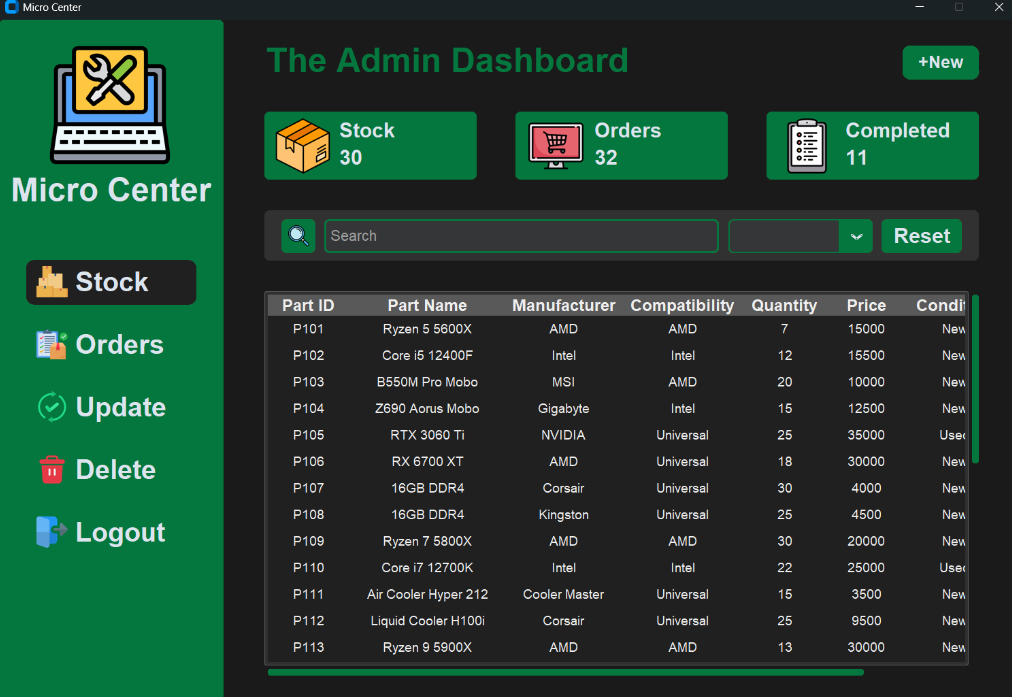 Micro Center
The Admin Dashboard
+New
Stock
30
Orders
32
Completed
11
Micro Center
Search
Reset
Stock
Orders
Update
Delete
Logout
Part ID Part Name Manufacturer Compatibility Quantity Price Condit
P101 Ryzen 5 5600X AMD AMD 7 15000 New
P102 Core i5 12400F Intel Intel 12 15500 New
P103 B550M Pro Mobo MSI AMD 20 10000 New
P104 Z690 Aorus Mobo Gigabyte Intel 15 12500 New
P105 RTX 3060 Ti NVIDIA Universal 25 35000 Used
P106 RX 6700 XT AMD Universal 18 30000 New
P107 16GB DDR4 Corsair Universal 30 4000 New
P108 16GB DDR4 Kingston Universal 25 4500 New
P109 Ryzen 7 5800X AMD AMD 30 20000 New
P110 Core i7 12700K Intel Intel 22 25000 Used
P111 Air Cooler Hyper 212 Cooler Master Universal 15 3500 New
P112 Liquid Cooler H100i Corsair Universal 25 9500 New
P113 Ryzen 9 5900X AMD AMD 13 30000 New